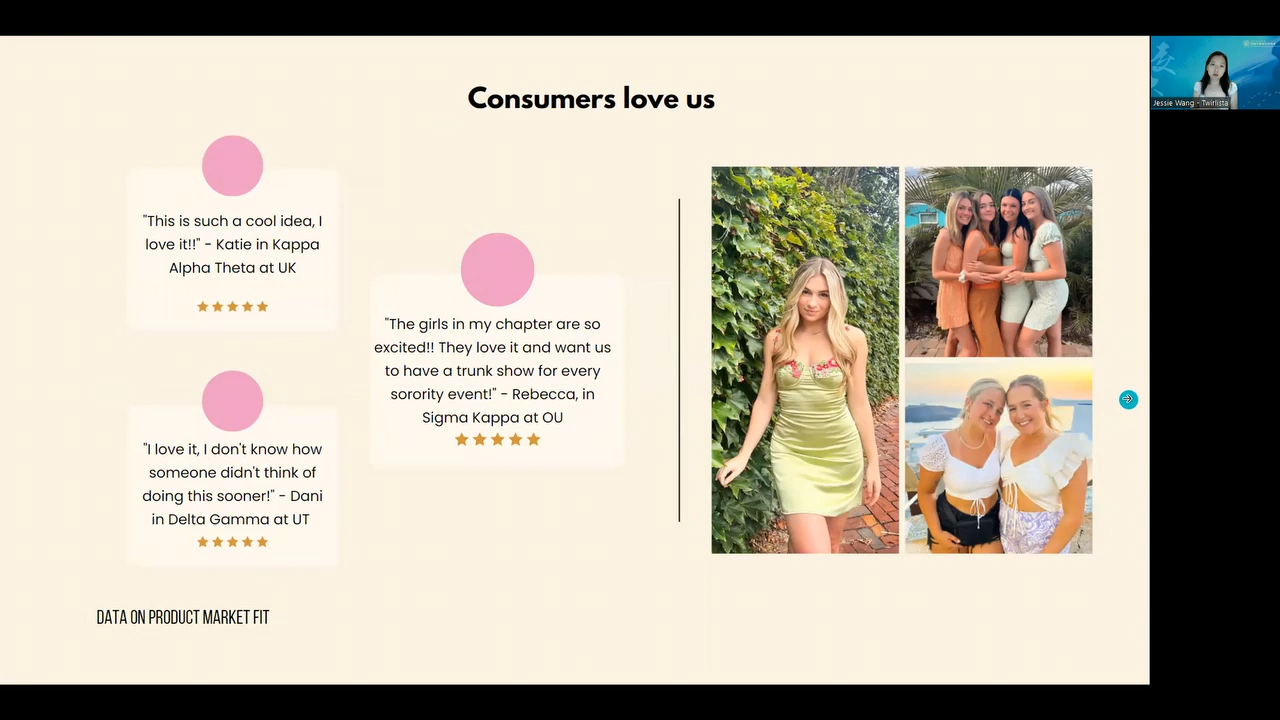 Consumers love us
"This is such a cool idea, I
love it!!" - Katie in Kappa
Alpha Theta at UK
"I love it, I don't know how
someone didn't think of
doing this sooner!" - Dani
in Delta Gamma at UT
"The girls in my chapter are so
excited!! They love it and want us
to have a trunk show for every
sorority event!" - Rebecca, in
Sigma Kappa at OU
DATA ON PRODUCT MARKET FIT
Jessie Wang - Twirlista